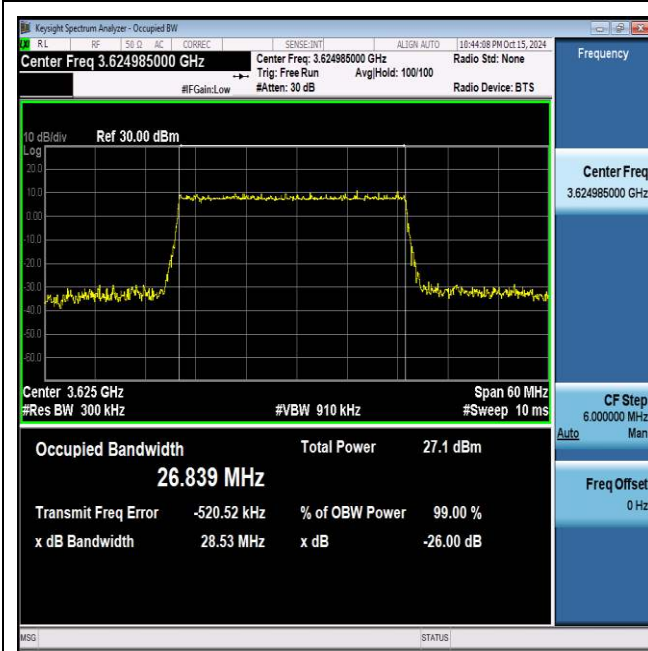 Keysight Spectrum Analyzer - Occupied BW
RL RF 50 Ω AC CORREC SENSE:INT ALIGN AUTO 10:44:08 PM Oct 15, 2024
Center Freq 3.624985000 GHz
Center Freq: 3.624985000 GHz
Radio Std: None
Trig: Free Run Avg|Hold: 100/100
#IFGain:Low
#Atten: 30 dB
Radio Device: BTS
10 dB/div Ref 30.00 dBm
Log
20.0
10.0
0.00
-10.0
-20.0
-30.0
-40.0
-50.0
-60.0
Center 3.625 GHz Span 60 MHz
#Res BW 300 kHz #VBW 910 kHz #Sweep 10 ms
Occupied Bandwidth Total Power 27.1 dBm
26.839 MHz
Transmit Freq Error -520.52 kHz % of OBW Power 99.00 %
x dB Bandwidth 28.53 MHz x dB -26.00 dB
Frequency
Center Freq
3.624985000 GHz
CF Step
6.000000 MHz
Auto Man
Freq Offset
0 Hz
MSG STATUS